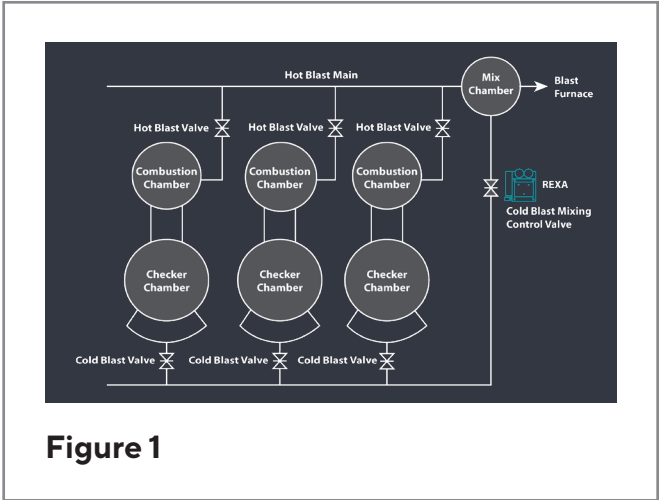 Hot Blast Main
Mix
Chamber
Blast
Furnace
Hot Blast Valve
Hot Blast Valve
Hot Blast Valve
Combustion
Chamber
Combustion
Chamber
Combustion
Chamber
REXA
Cold Blast Mixing
Control Valve
Checker
Chamber
Checker
Chamber
Checker
Chamber
Cold Blast Valve
Cold Blast Valve
Cold Blast Valve
Figure 1